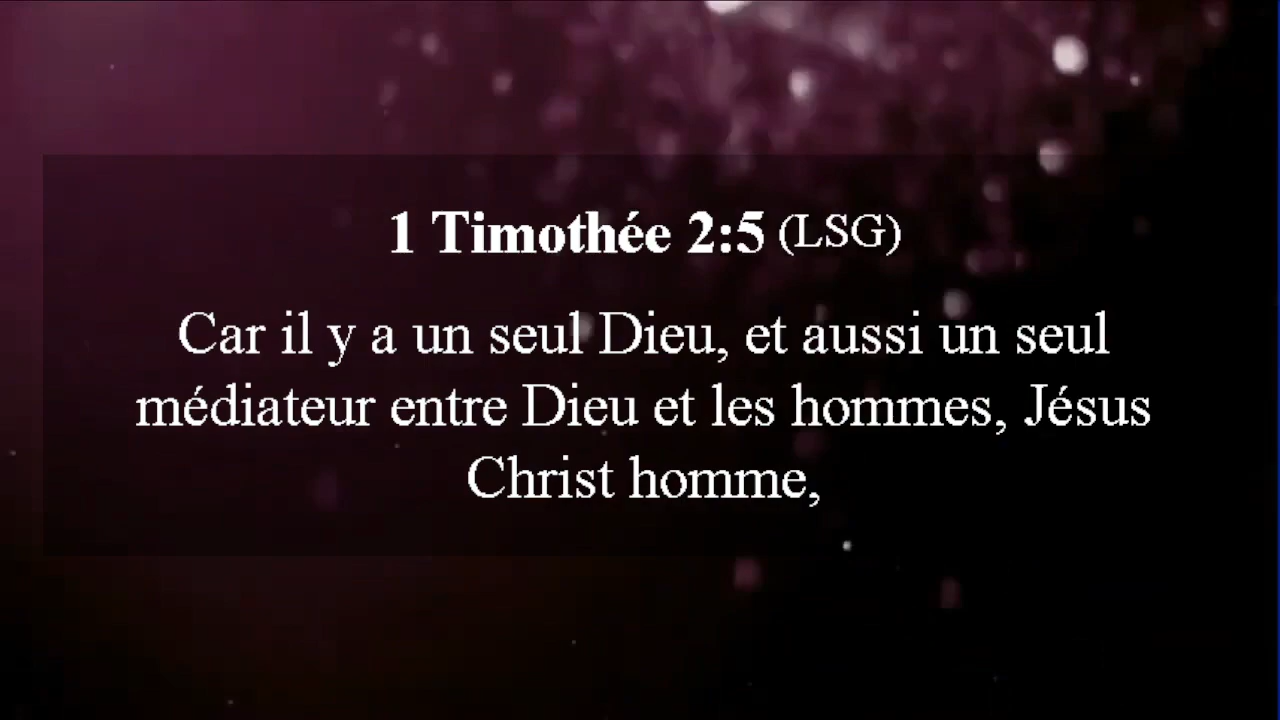 1 Timothée 2:5 (LSG)
Car il y a un seul Dieu, et aussi un seul
médiateur entre Dieu et les hommes, Jésus
Christ homme,